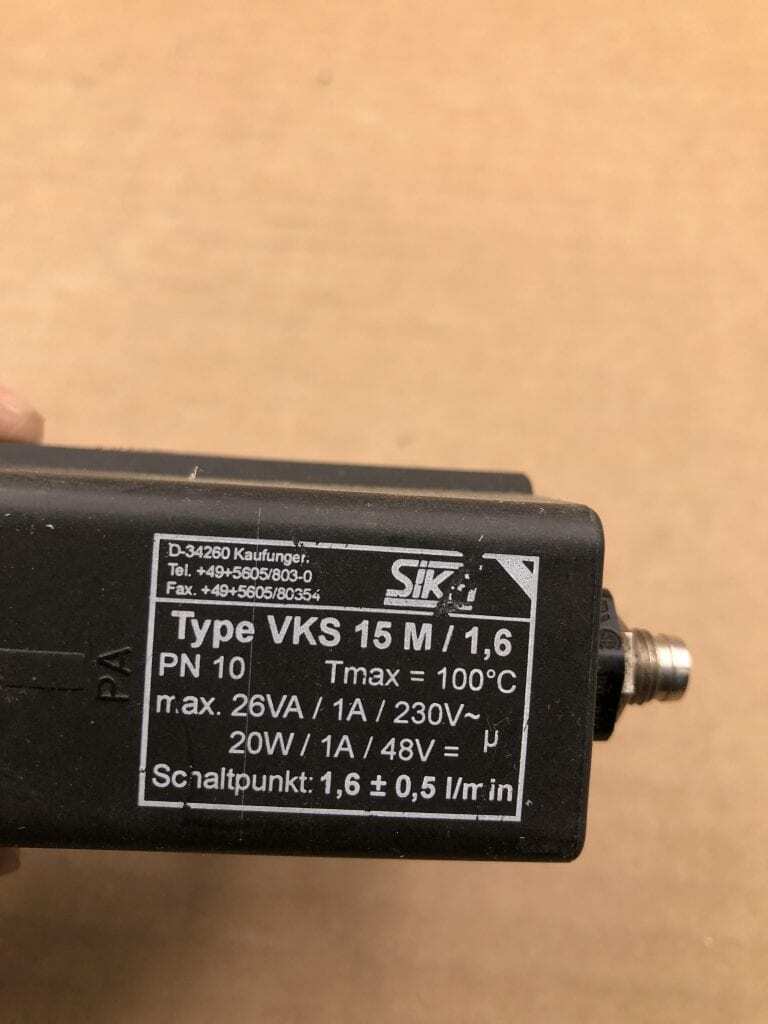 D-34260 Kaufungen
Tel. +49+5605/803-0
Fax. +49+5605/80354
Sika
Type VKS 15 M / 1,6
PN 10 Tmax = 100°C
max. 26VA / 1A / 230V~
20W / 1A / 48V = µ
Schaltpunkt: 1,6 ± 0,5 l/min
PA